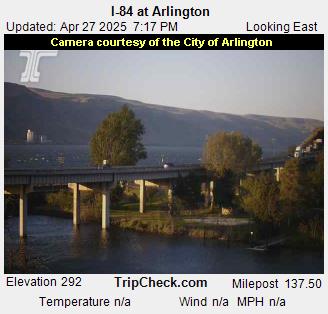 I-84 at Arlington
Updated: Apr 27 2025 7:17 PM Looking East
Camera courtesy of the City of Arlington
Elevation 292 TripCheck.com Milepost 137.50
Temperature n/a Wind n/a MPH n/a